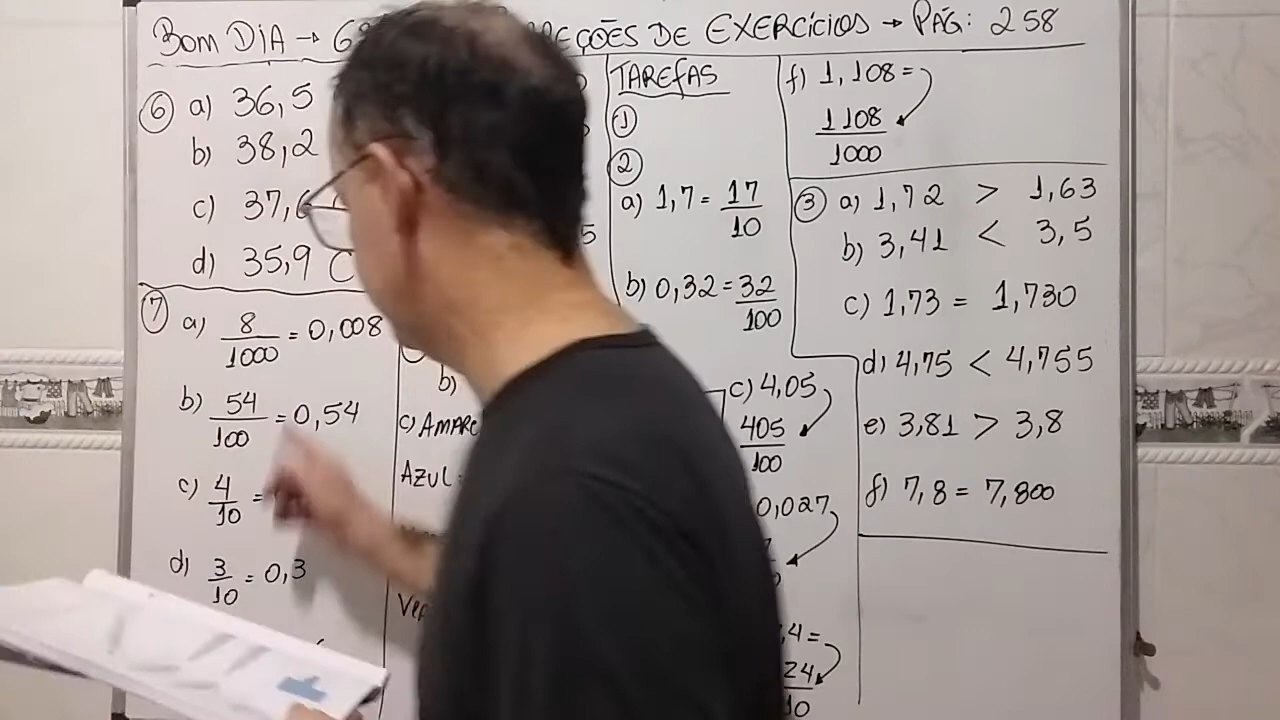 BOM DIA → 6
REÇÕES DE EXERCÍCIOS → PÁG: 258
6 a) 36,5
b) 38,2
c) 37,6
d) 35,9 C
7 a) 8/1000 = 0,008
b) 54/100 = 0,54
c) 4/10 =
d) 3/10 = 0,3
5
b)
c) AMARE
AZUL
TAREFAS
1
2
a) 1,7 = 17/10
b) 0,32 = 32/100
c) 4,05
405/100
0,027
,4 =
24
10
f) 1,108 =
1108/1000
3 a) 1,72 > 1,63
b) 3,41 < 3,5
c) 1,73 = 1,730
d) 4,75 < 4,755
e) 3,81 > 3,8
f) 7,8 = 7,800